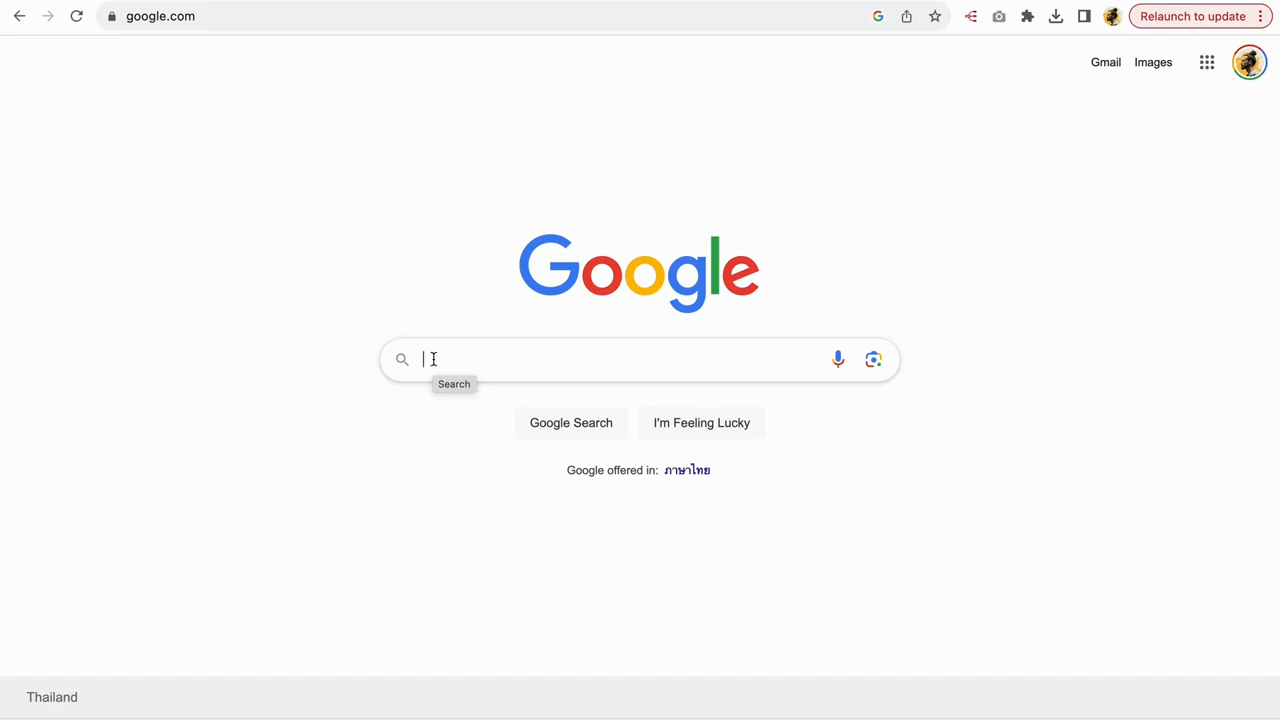 google.com
Relaunch to update
Gmail Images
Google
Search
Google Search I'm Feeling Lucky
Google offered in: ภาษาไทย
Thailand